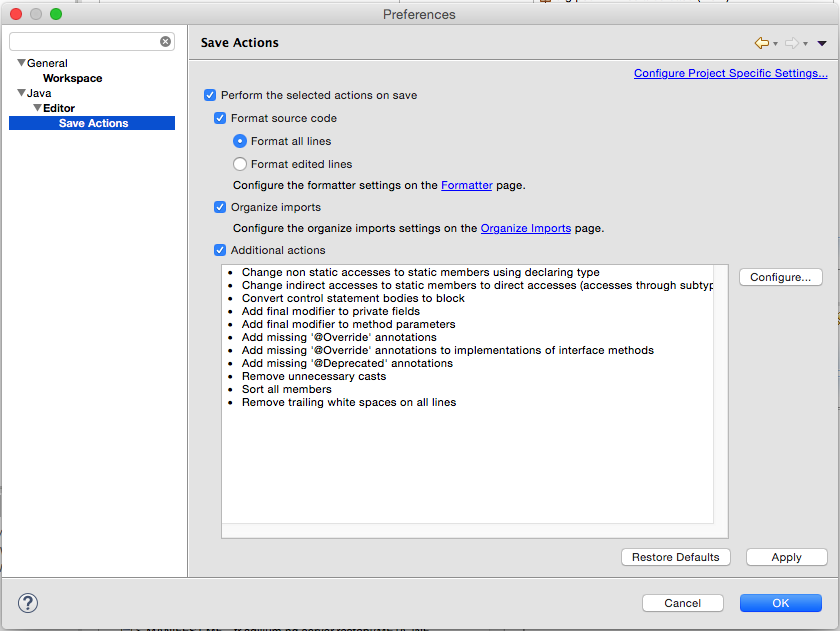 Preferences
Save Actions
Configure Project Specific Settings...
General
Workspace
Java
Editor
Save Actions
Perform the selected actions on save
Format source code
Format all lines
Format edited lines
Configure the formatter settings on the Formatter page.
Organize imports
Configure the organize imports settings on the Organize Imports page.
Additional actions
• Change non static accesses to static members using declaring type
• Change indirect accesses to static members to direct accesses (accesses through subtyp
• Convert control statement bodies to block
• Add final modifier to private fields
• Add final modifier to method parameters
• Add missing '@Override' annotations
• Add missing '@Override' annotations to implementations of interface methods
• Add missing '@Deprecated' annotations
• Remove unnecessary casts
• Sort all members
• Remove trailing white spaces on all lines
Configure...
Restore Defaults
Apply
?
Cancel
OK